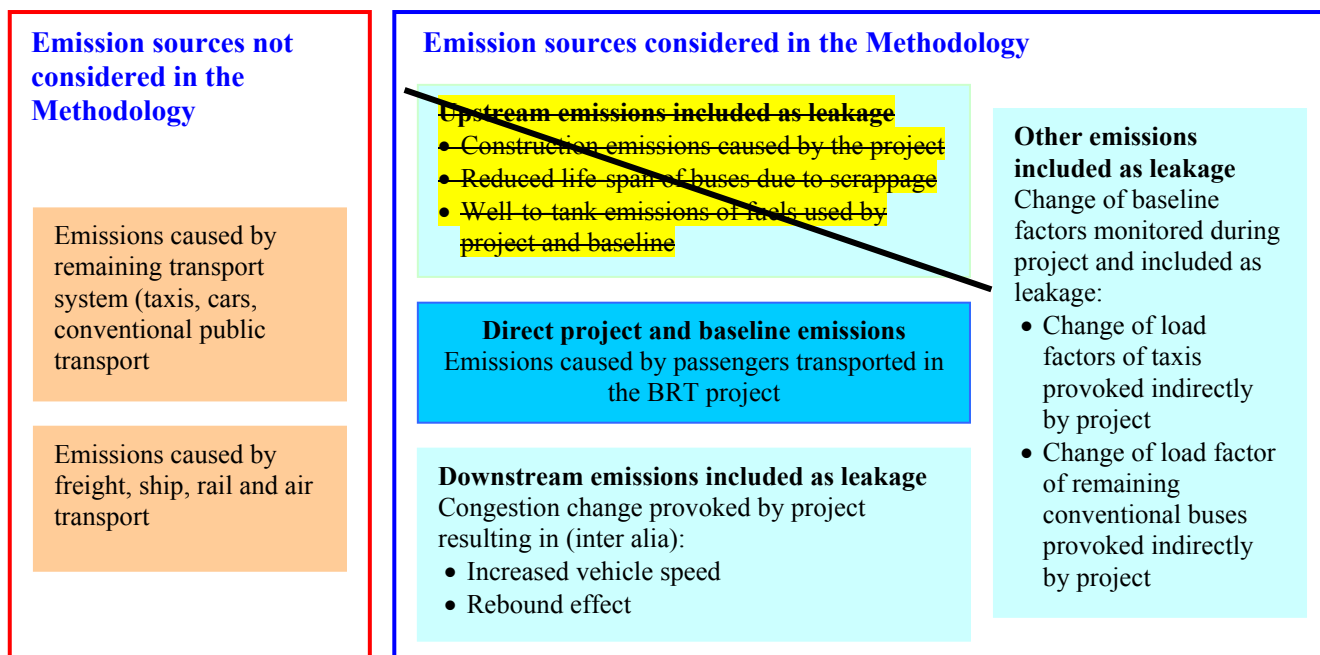 Emission sources not
considered in the
Methodology
Emissions caused by
remaining transport
system (taxis, cars,
conventional public
transport
Emissions caused by
freight, ship, rail and air
transport
Emission sources considered in the Methodology
Upstream emissions included as leakage
• Construction emissions caused by the project
• Reduced life-span of buses due to scrappage
• Well-to-tank emissions of fuels used by
project and baseline
Direct project and baseline emissions
Emissions caused by passengers transported in
the BRT project
Downstream emissions included as leakage
Congestion change provoked by project
resulting in (inter alia):
• Increased vehicle speed
• Rebound effect
Other emissions
included as leakage
Change of baseline
factors monitored during
project and included as
leakage:
• Change of load
factors of taxis
provoked indirectly
by project
• Change of load factor
of remaining
conventional buses
provoked indirectly
by project